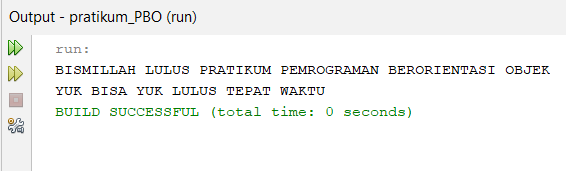 Output - pratikum_PBO (run)
run:
BISMILLAH LULUS PRATIKUM PEMROGRAMAN BERORIENTASI OBJEK
YUK BISA YUK LULUS TEPAT WAKTU
BUILD SUCCESSFUL (total time: 0 seconds)